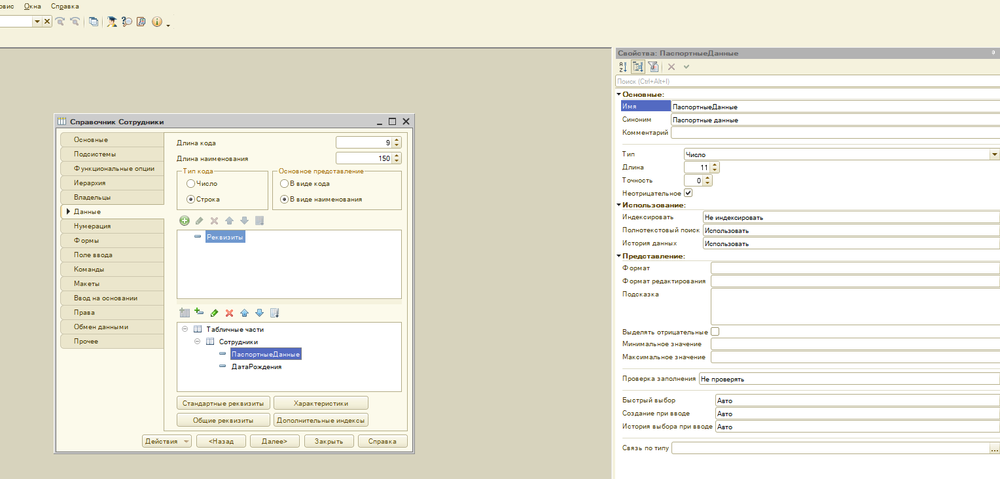 рвис Окна Справка
Справочник Сотрудники
Основные
Подсистемы
Функциональные опции
Иерархия
Владельцы
Данные
Нумерация
Формы
Поле ввода
Команды
Макеты
Ввод на основании
Права
Обмен данными
Прочее
Длина кода 9
Длина наименования 150
Тип кода
Число
Строка
Основное представление
В виде кода
В виде наименования
Реквизиты
Табличные части
Сотрудники
ПаспортныеДанные
ДатаРождения
Стандартные реквизиты Характеристики
Общие реквизиты Дополнительные индексы
Действия <Назад Далее> Закрыть Справка
Свойства: ПаспортныеДанные
Поиск (Ctrl+Alt+I)
Основные:
Имя ПаспортныеДанные
Синоним Паспортные данные
Комментарий
Тип Число
Длина 11
Точность 0
Неотрицательное
Использование:
Индексировать Не индексировать
Полнотекстовый поиск Использовать
История данных Использовать
Представление:
Формат
Формат редактирования
Подсказка
Выделять отрицательные
Минимальное значение
Максимальное значение
Проверка заполнения Не проверять
Быстрый выбор Авто
Создание при вводе Авто
История выбора при вводе Авто
Связь по типу ...